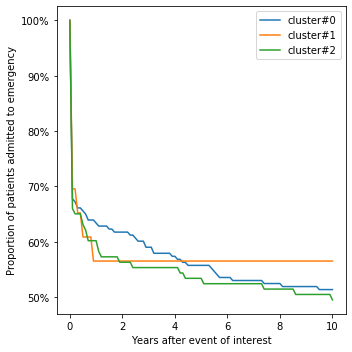 cluster#0
cluster#1
cluster#2
Proportion of patients admitted to emergency
100%
90%
80%
70%
60%
50%
0 2 4 6 8 10
Years after event of interest